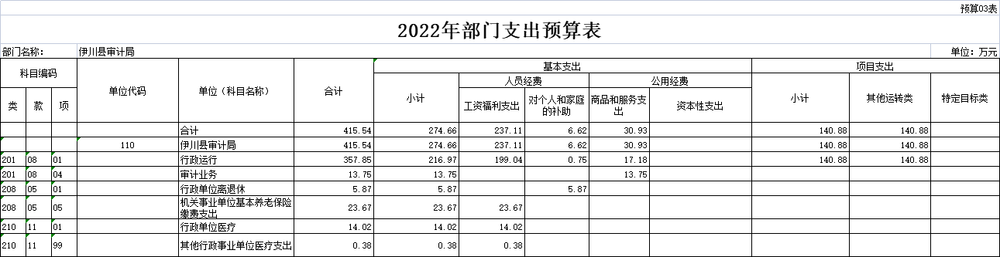 预算03表
2022年部门支出预算表
部门名称： 伊川县审计局 单位：万元
科目编码 单位代码 单位（科目名称） 合计 基本支出 项目支出
人员经费 公用经费
类 款 项 小计 工资福利支出 对个人和家庭 商品和服务支 资本性支出 小计 其他运转类 特定目标类
的补助 出
合计 415.54 274.66 237.11 6.62 30.93 140.88 140.88
110 伊川县审计局 415.54 274.66 237.11 6.62 30.93 140.88 140.88
201 08 01 行政运行 357.85 216.97 199.04 0.75 17.18 140.88 140.88
201 08 04 审计业务 13.75 13.75 13.75
208 05 01 行政单位离退休 5.87 5.87 5.87
208 05 05 机关事业单位基本养老保险 23.67 23.67 23.67
缴费支出
210 11 01 行政单位医疗 14.02 14.02 14.02
210 11 99 其他行政事业单位医疗支出 0.38 0.38 0.38